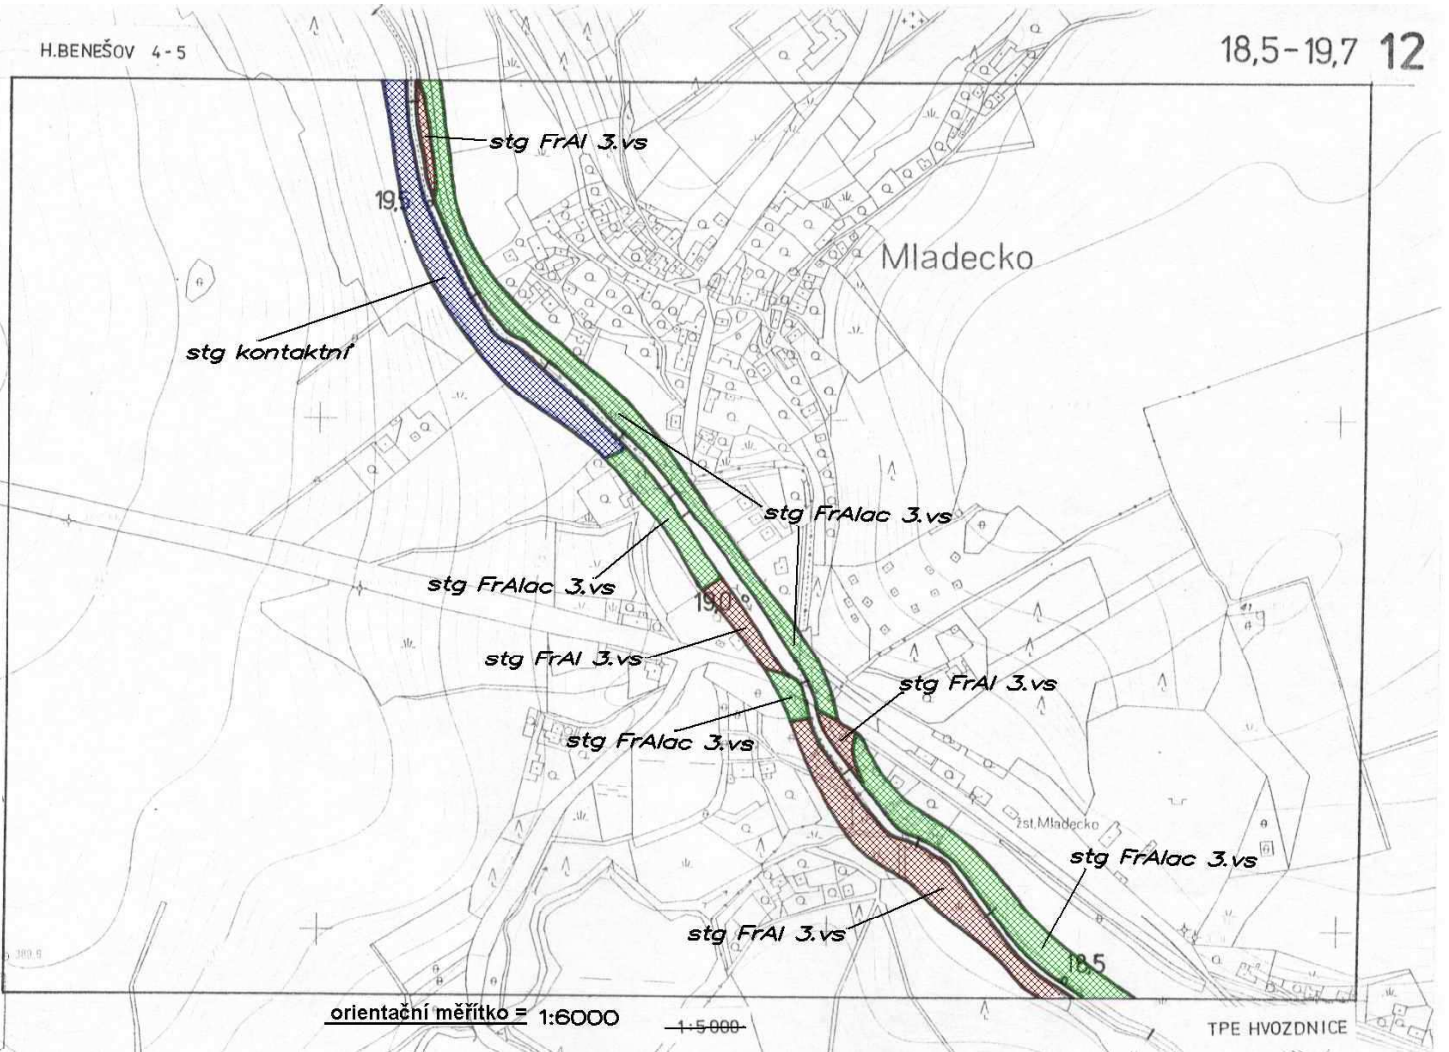 H.BENEŠOV 4-5
18,5-19,7 12
stg FrAl 3.vs
19,5
Mladecko
stg kontaktní
stg FrAlac 3.vs
stg FrAlac 3.vs
19,0
stg FrAl 3.vs
stg FrAl 3.vs
stg FrAlac 3.vs
žst.Mladecko
stg FrAlac 3.vs
stg FrAl 3.vs
18,5
orientační měřítko = 1:6000
1:5000
TPE HVOZDNICE